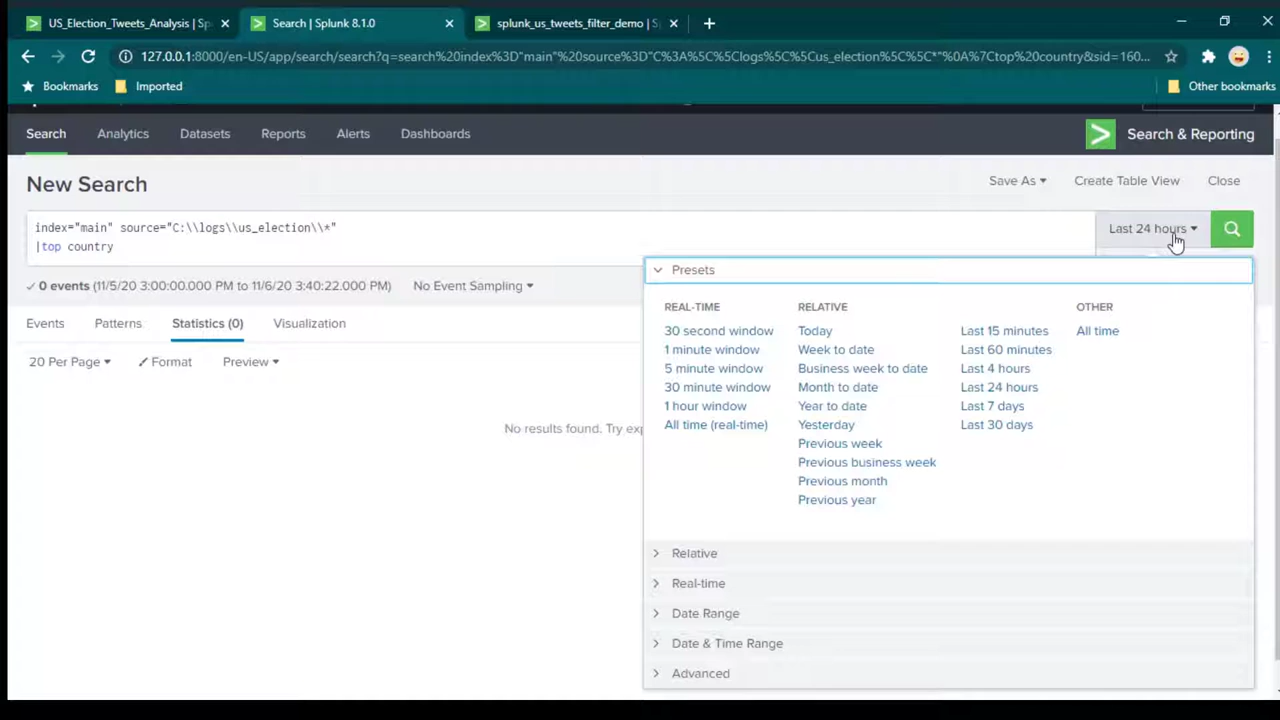 US_Election_Tweets_Analysis | Sp
Search | Splunk 8.1.0
splunk_us_tweets_filter_demo | S
127.0.0.1:8000/en-US/app/search/search?q=search%20index%3D"main"%20source%3D"C%3A%5C%5Clogs%5C%5Cus_election%5C%5C*"%0A%7Ctop%20country&sid=160...
Bookmarks
Imported
Other bookmarks
Search
Analytics
Datasets
Reports
Alerts
Dashboards
Search & Reporting
New Search
Save As
Create Table View
Close
index="main" source="C:\\logs\\us_election\\*"
|top country
Last 24 hours
0 events (11/5/20 3:00:00.000 PM to 11/6/20 3:40:22.000 PM)
No Event Sampling
Events
Patterns
Statistics (0)
Visualization
20 Per Page
Format
Preview
No results found. Try exp
Presets
REAL-TIME
30 second window
1 minute window
5 minute window
30 minute window
1 hour window
All time (real-time)
RELATIVE
Today
Week to date
Business week to date
Month to date
Year to date
Yesterday
Previous week
Previous business week
Previous month
Previous year
Last 15 minutes
Last 60 minutes
Last 4 hours
Last 24 hours
Last 7 days
Last 30 days
OTHER
All time
Relative
Real-time
Date Range
Date & Time Range
Advanced